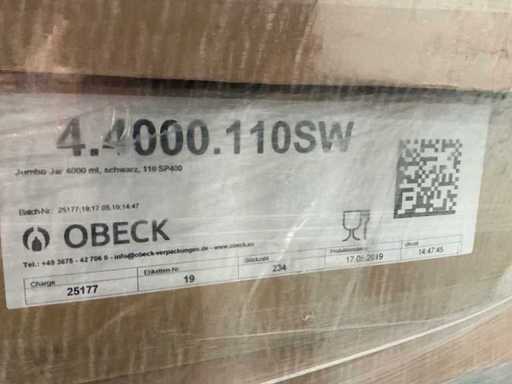 4.4000.110SW
Jumbo Jar 4000 ml, schwarz, 110 SP400
Batch-Nr. 25177;19;17.05.19;14:47
OBECK
Tel.: +49 3675 - 42 706 0 - info@obeck-verpackungen.de - www.obeck.eu
Charge Etiketten-Nr. Stückzahl Produktionsdatum Uhrzeit
25177 19 234 17.05.2019 14:47:45